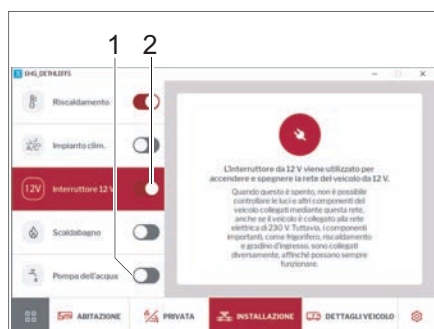 1
2
EHG_DETHLEFFS
Riscaldamento
Impianto clim.
12V
Interruttore 12 V
Scaldabagno
Pompa dell'acqua
L'interruttore da 12 V viene utilizzato per
accendere e spegnere la rete del veicolo da 12 V.
Quando questo è spento, non è possibile
controllare le luci e altri componenti del
veicolo collegati mediante questa rete,
anche se il veicolo è collegato alla rete
elettrica di 230 V. Tuttavia, i componenti
importanti, come frigorifero, riscaldamento
e gradino d'ingresso, sono collegati
diversamente, affinché possano sempre
funzionare.
ABITAZIONE
PRIVATA
INSTALLAZIONE
DETTAGLI VEICOLO